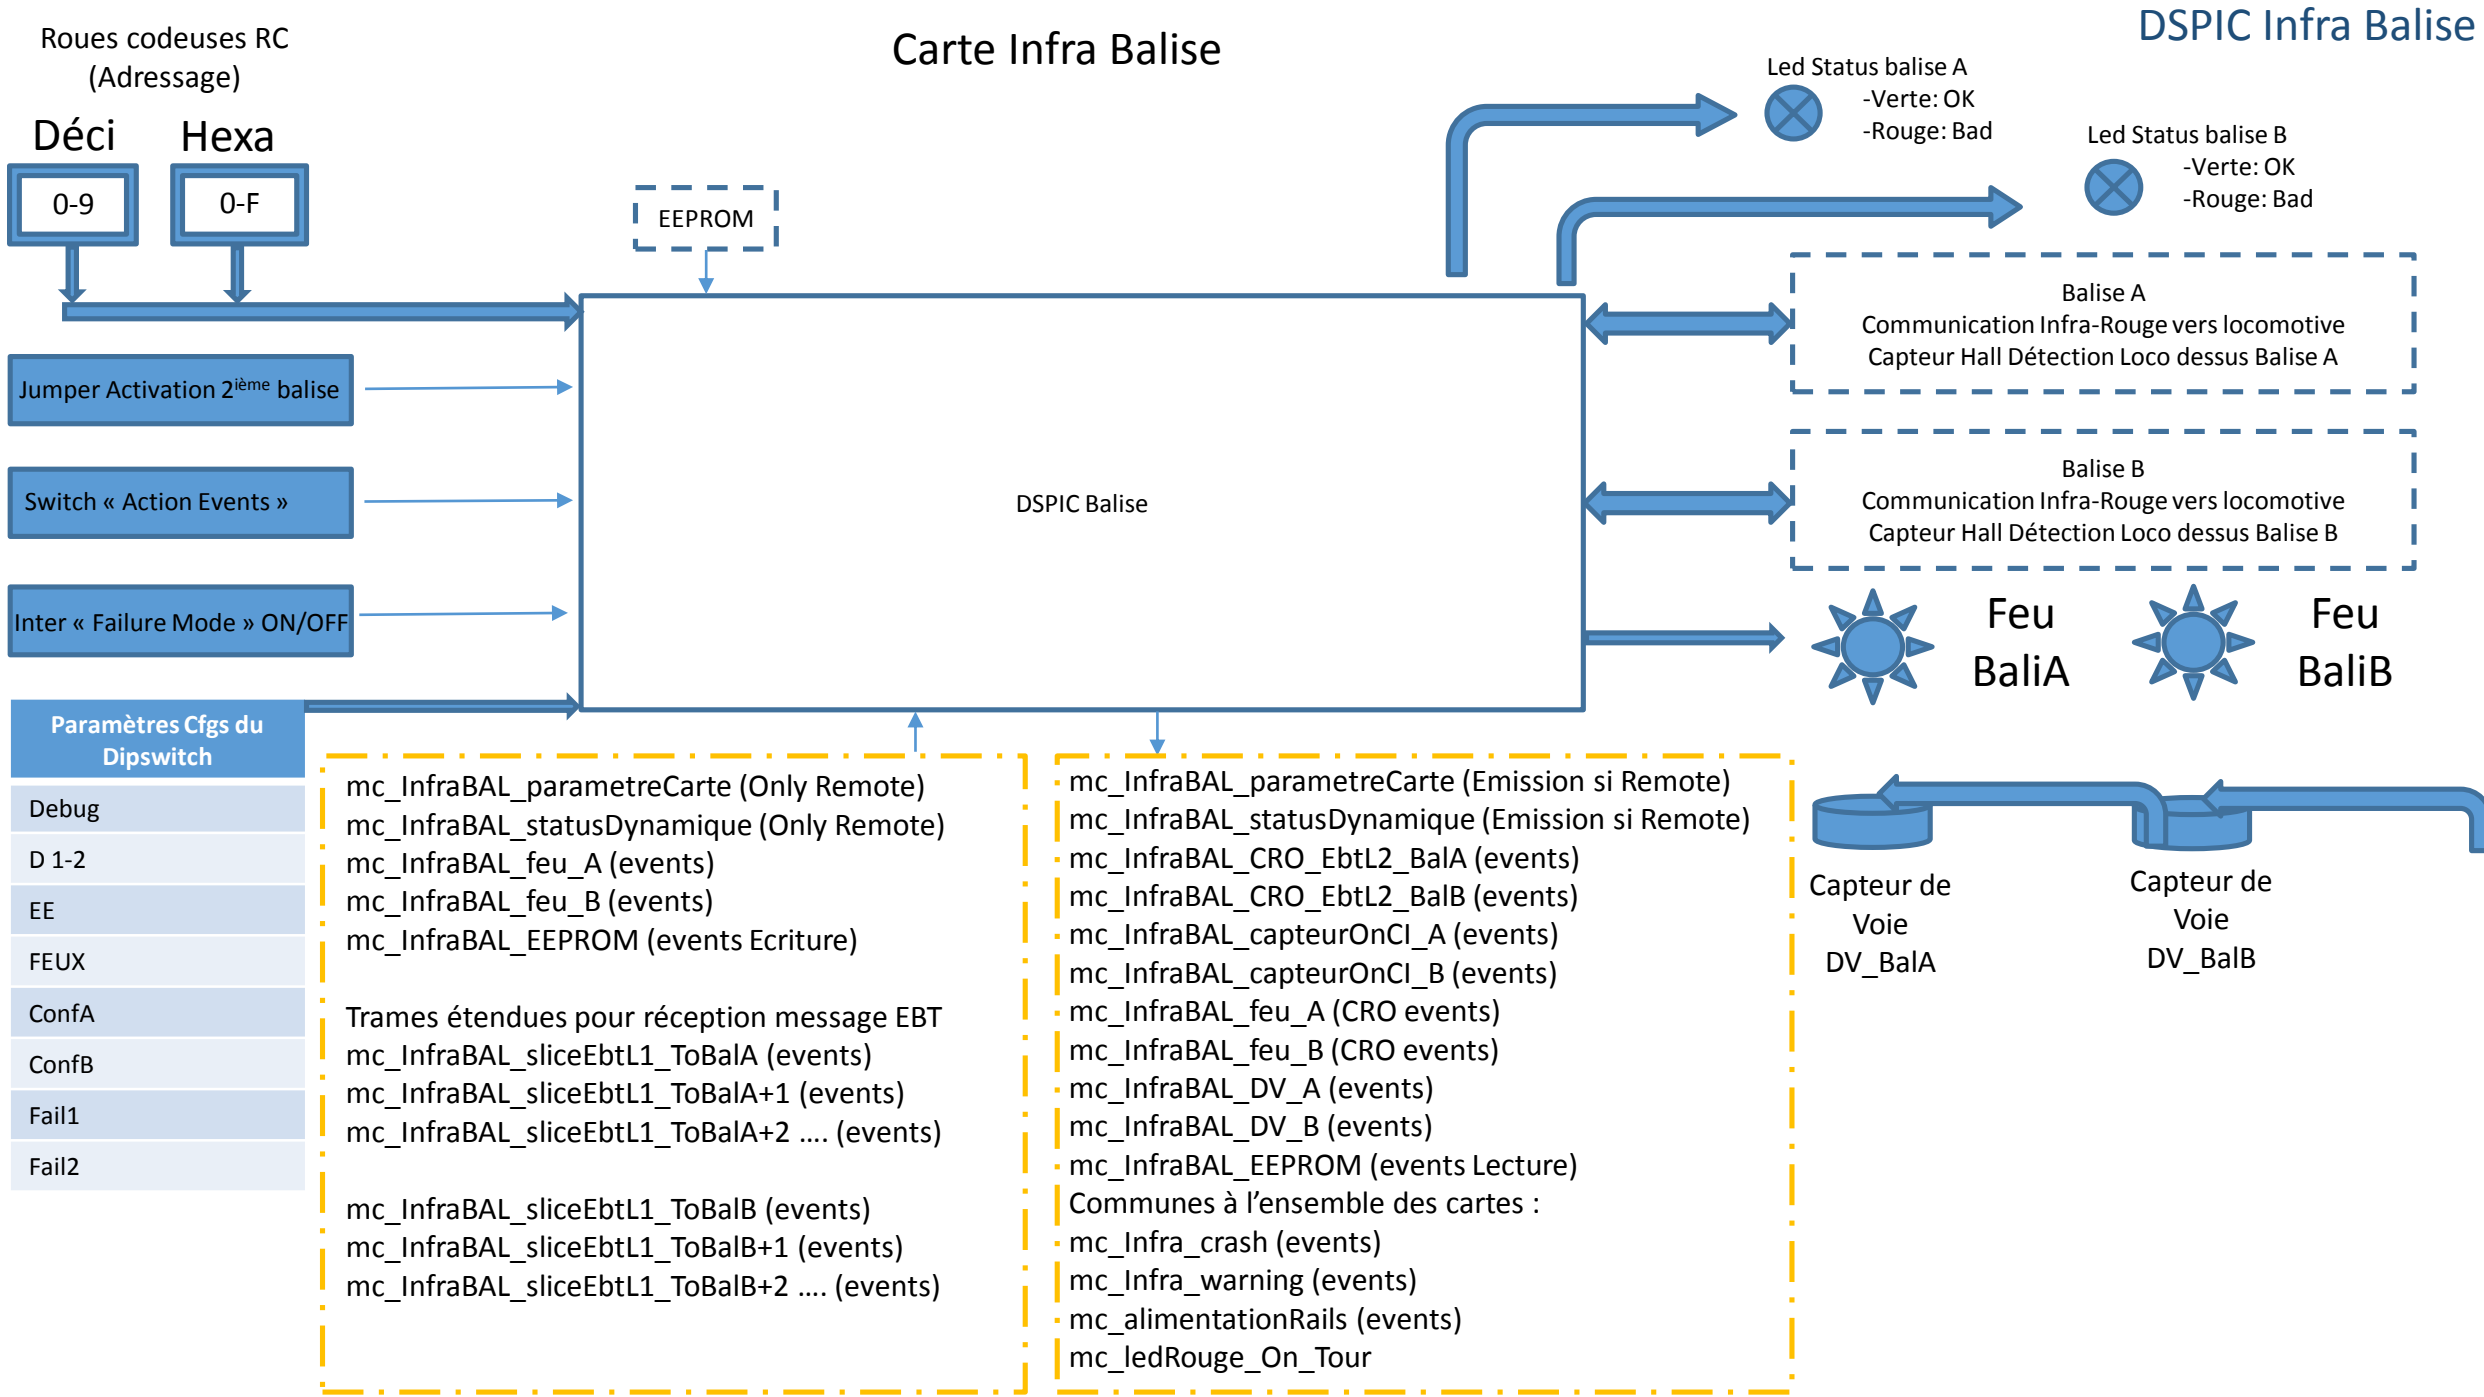 DSPIC Infra Balise
Carte Infra Balise
Roues codeuses RC
(Adressage)
Déci
Hexa
0-9
0-F
EEPROM
Led Status balise A
-Verte: OK
-Rouge: Bad
Led Status balise B
-Verte: OK
-Rouge: Bad
Jumper Activation 2ième balise
Switch « Action Events »
Inter « Failure Mode » ON/OFF
DSPIC Balise
Balise A
Communication Infra-Rouge vers locomotive
Capteur Hall Détection Loco dessus Balise A
Balise B
Communication Infra-Rouge vers locomotive
Capteur Hall Détection Loco dessus Balise B
Feu
BaliA
Feu
BaliB
Paramètres Cfgs du
Dipswitch
Debug
D 1-2
EE
FEUX
ConfA
ConfB
Fail1
Fail2
mc_InfraBAL_parametreCarte (Only Remote)
mc_InfraBAL_statusDynamique (Only Remote)
mc_InfraBAL_feu_A (events)
mc_InfraBAL_feu_B (events)
mc_InfraBAL_EEPROM (events Ecriture)
Trames étendues pour réception message EBT
mc_InfraBAL_sliceEbtL1_ToBalA (events)
mc_InfraBAL_sliceEbtL1_ToBalA+1 (events)
mc_InfraBAL_sliceEbtL1_ToBalA+2 .... (events)
mc_InfraBAL_sliceEbtL1_ToBalB (events)
mc_InfraBAL_sliceEbtL1_ToBalB+1 (events)
mc_InfraBAL_sliceEbtL1_ToBalB+2 .... (events)
mc_InfraBAL_parametreCarte (Emission si Remote)
mc_InfraBAL_statusDynamique (Emission si Remote)
mc_InfraBAL_CRO_EbtL2_BalA (events)
mc_InfraBAL_CRO_EbtL2_BalB (events)
mc_InfraBAL_capteurOnCI_A (events)
mc_InfraBAL_capteurOnCI_B (events)
mc_InfraBAL_feu_A (CRO events)
mc_InfraBAL_feu_B (CRO events)
mc_InfraBAL_DV_A (events)
mc_InfraBAL_DV_B (events)
mc_InfraBAL_EEPROM (events Lecture)
Communes à l’ensemble des cartes :
mc_Infra_crash (events)
mc_Infra_warning (events)
mc_alimentationRails (events)
mc_ledRouge_On_Tour
Capteur de
Voie
DV_BalA
Capteur de
Voie
DV_BalB